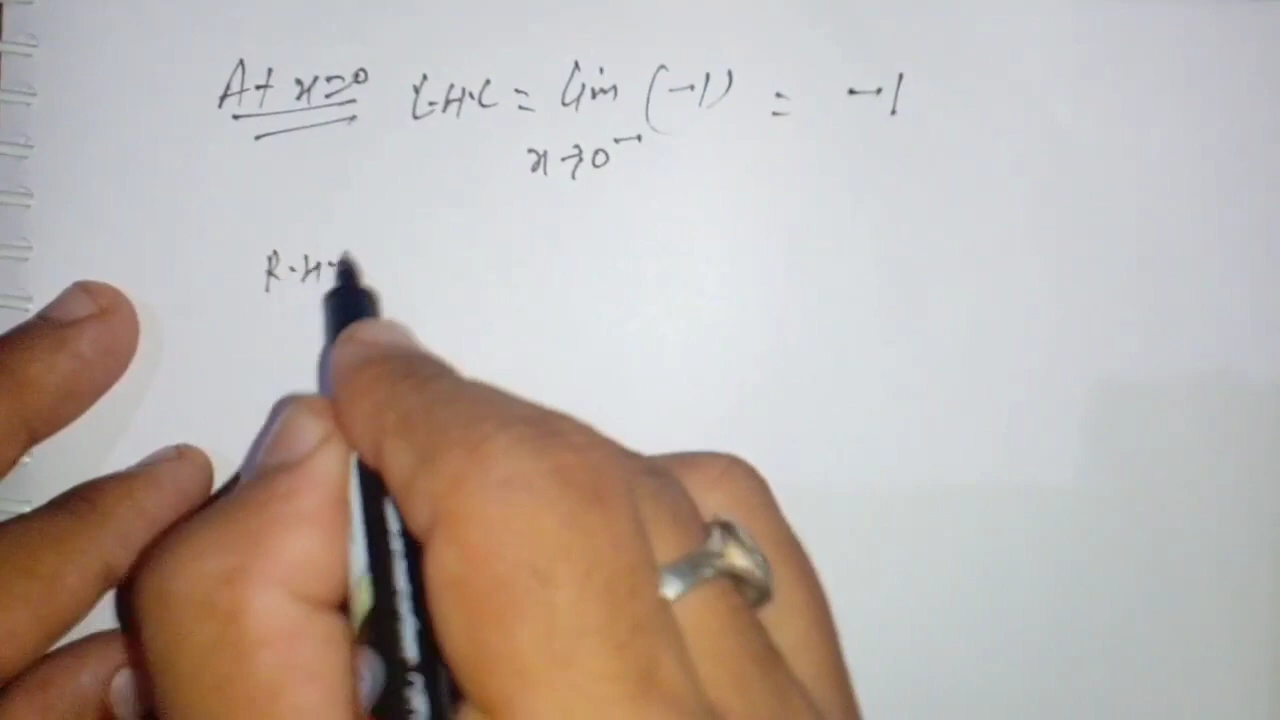 At x=0 L.H.L = lim (-1) = -1
x→0⁻
R.H.